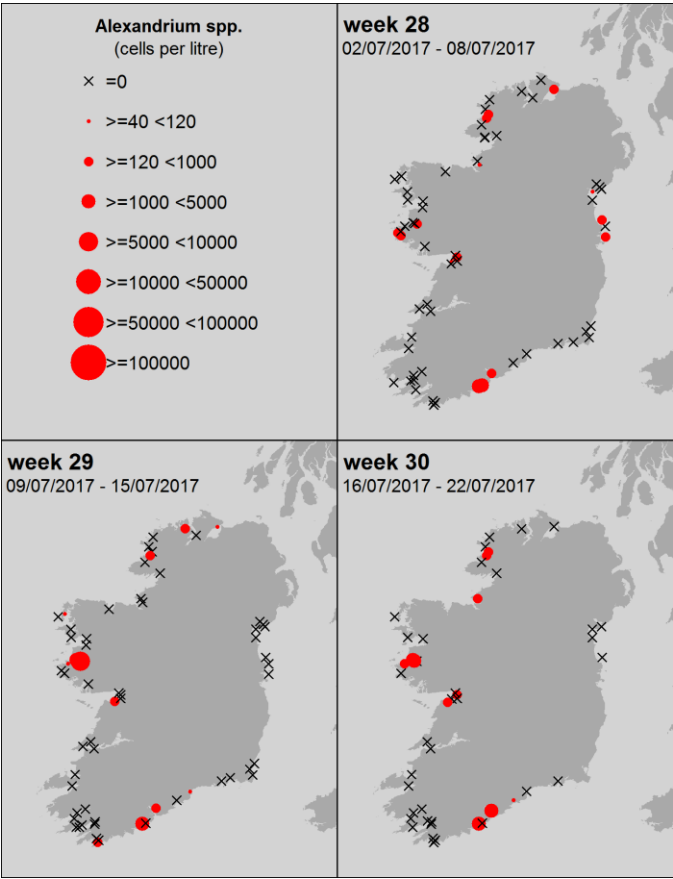 Alexandrium spp.
(cells per litre)
=0
>=40 <120
>=120 <1000
>=1000 <5000
>=5000 <10000
>=10000 <50000
>=50000 <100000
>=100000
week 28
02/07/2017 - 08/07/2017
week 29
09/07/2017 - 15/07/2017
week 30
16/07/2017 - 22/07/2017